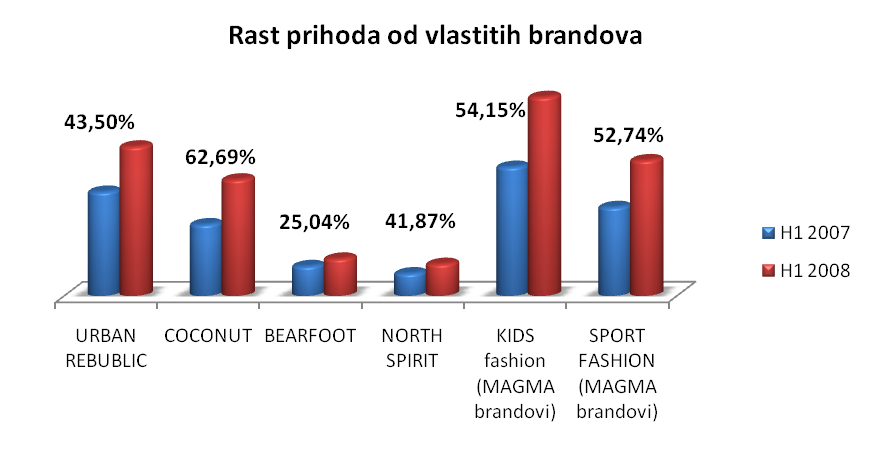 Rast prihoda od vlastitih brandova
43,50%
62,69%
25,04%
41,87%
54,15%
52,74%
H1 2007
H1 2008
URBAN
REBUBLIC
COCONUT
BEARFOOT
NORTH
SPIRIT
KIDS
fashion
(MAGMA
brandovi)
SPORT
FASHION
(MAGMA
brandovi)